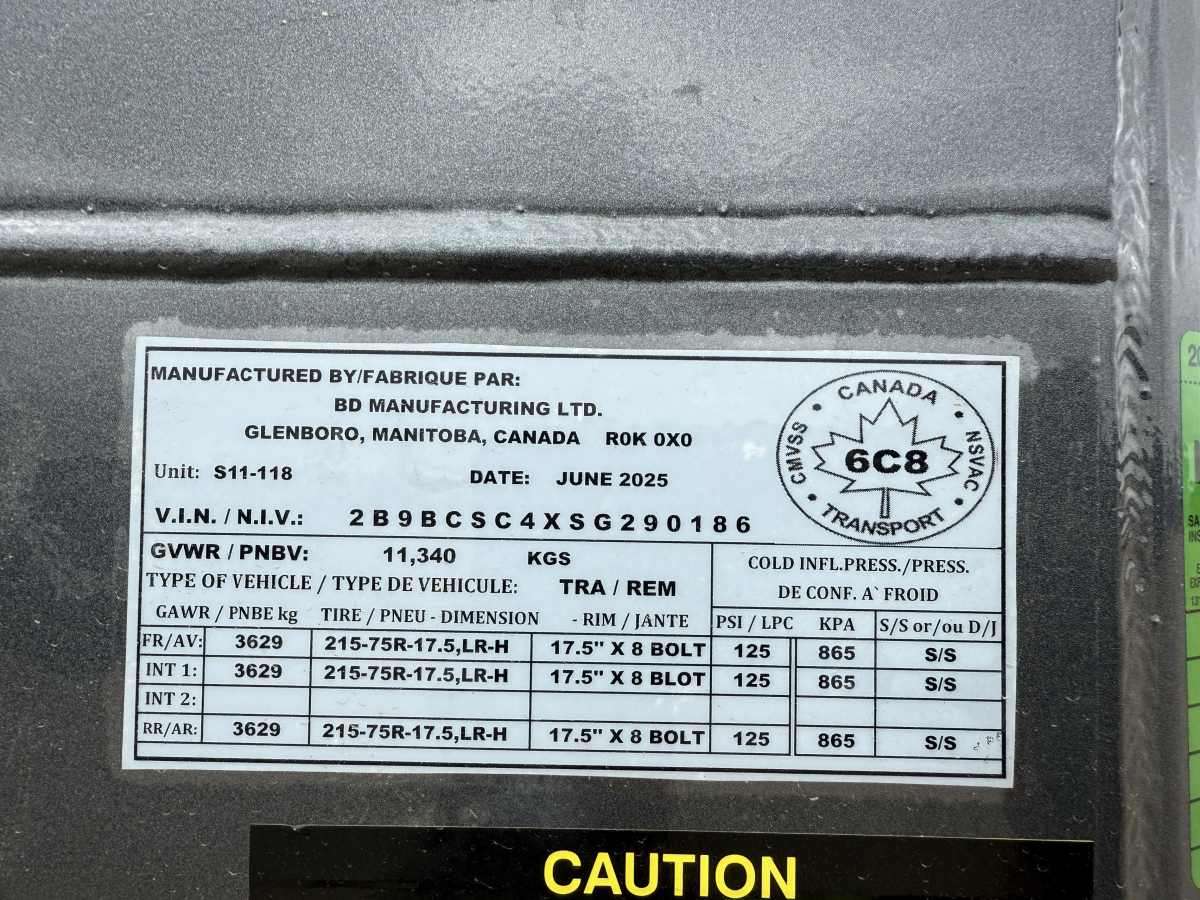 MANUFACTURED BY/FABRIQUE PAR:
BD MANUFACTURING LTD.
GLENBORO, MANITOBA, CANADA R0K 0X0
Unit: S11-118 DATE: JUNE 2025
V.I.N. / N.I.V.: 2B9BCSC4XSG290186
CANADA
CMVSS
NSVAC
6C8
TRANSPORT
GVWR / PNBV: 11,340 KGS
TYPE OF VEHICLE / TYPE DE VEHICULE: TRA / REM
COLD INFL.PRESS./PRESS.
DE CONF. A` FROID
GAWR / PNBE kg TIRE / PNEU - DIMENSION - RIM / JANTE PSI / LPC KPA S/S or/ou D/J
FR/AV: 3629 215-75R-17.5,LR-H 17.5" X 8 BOLT 125 865 S/S
INT 1: 3629 215-75R-17.5,LR-H 17.5" X 8 BLOT 125 865 S/S
INT 2:
RR/AR: 3629 215-75R-17.5,LR-H 17.5" X 8 BOLT 125 865 S/S
CAUTION